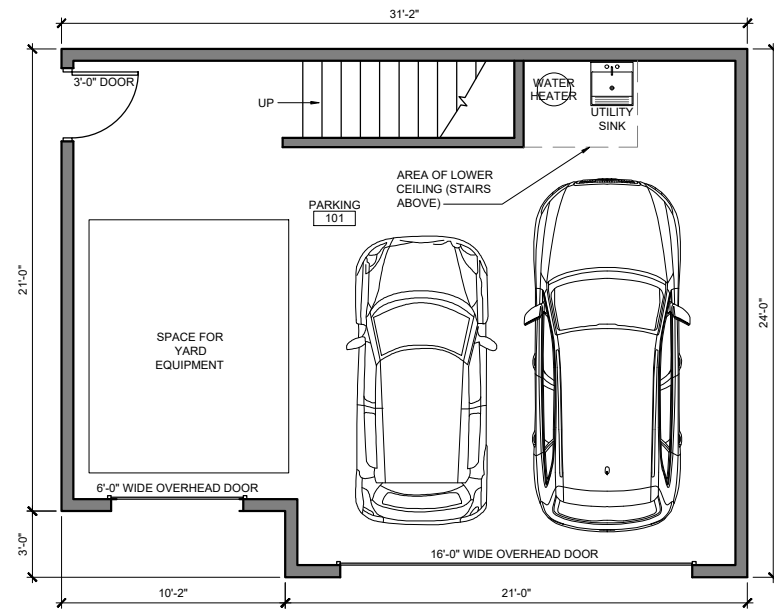 31'-2"
3'-0" DOOR
UP
WATER
HEATER
UTILITY
SINK
AREA OF LOWER
CEILING (STAIRS
ABOVE)
PARKING
101
21'-0"
24'-0"
SPACE FOR
YARD
EQUIPMENT
6'-0" WIDE OVERHEAD DOOR
3'-0"
16'-0" WIDE OVERHEAD DOOR
10'-2"
21'-0"